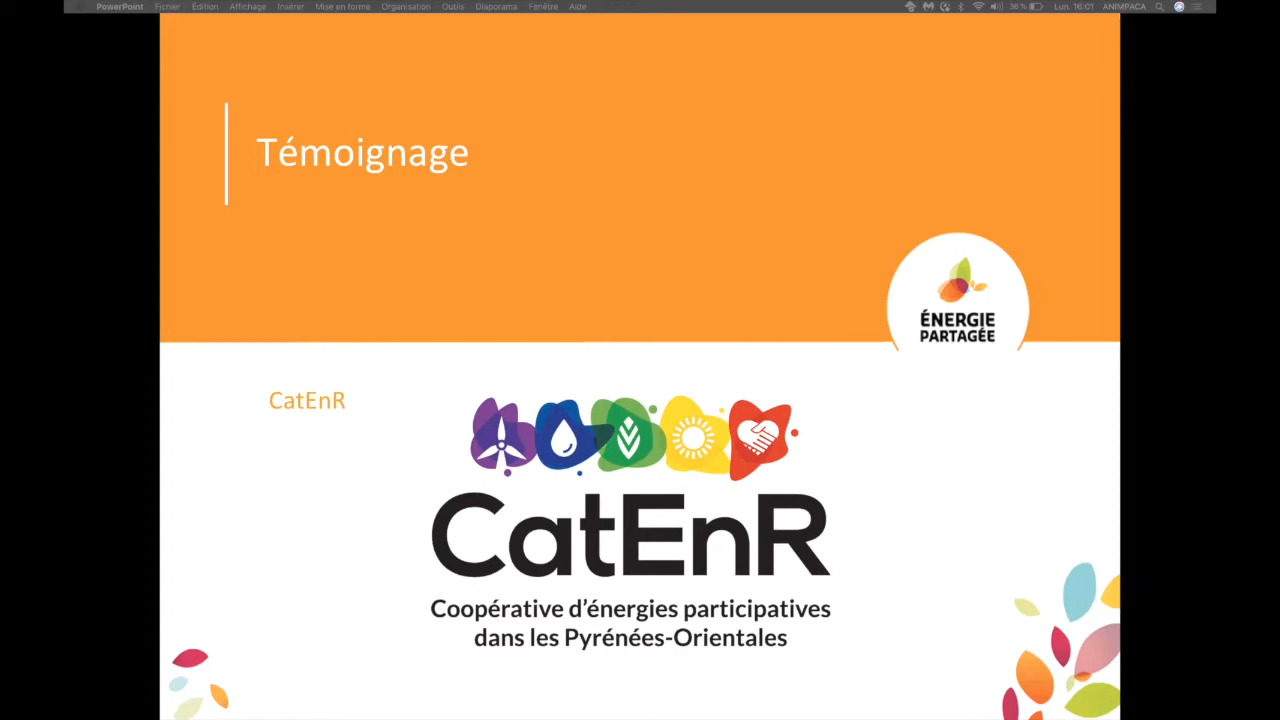 PowerPoint Fichier Édition Affichage Insérer Mise en forme Organisation Outils Diaporama Fenêtre Aide 36 % Lun. 16:01 ANIMPACA
Témoignage
ÉNERGIE
PARTAGÉE
CatEnR
CatEnR
Coopérative d'énergies participatives
dans les Pyrénées-Orientales